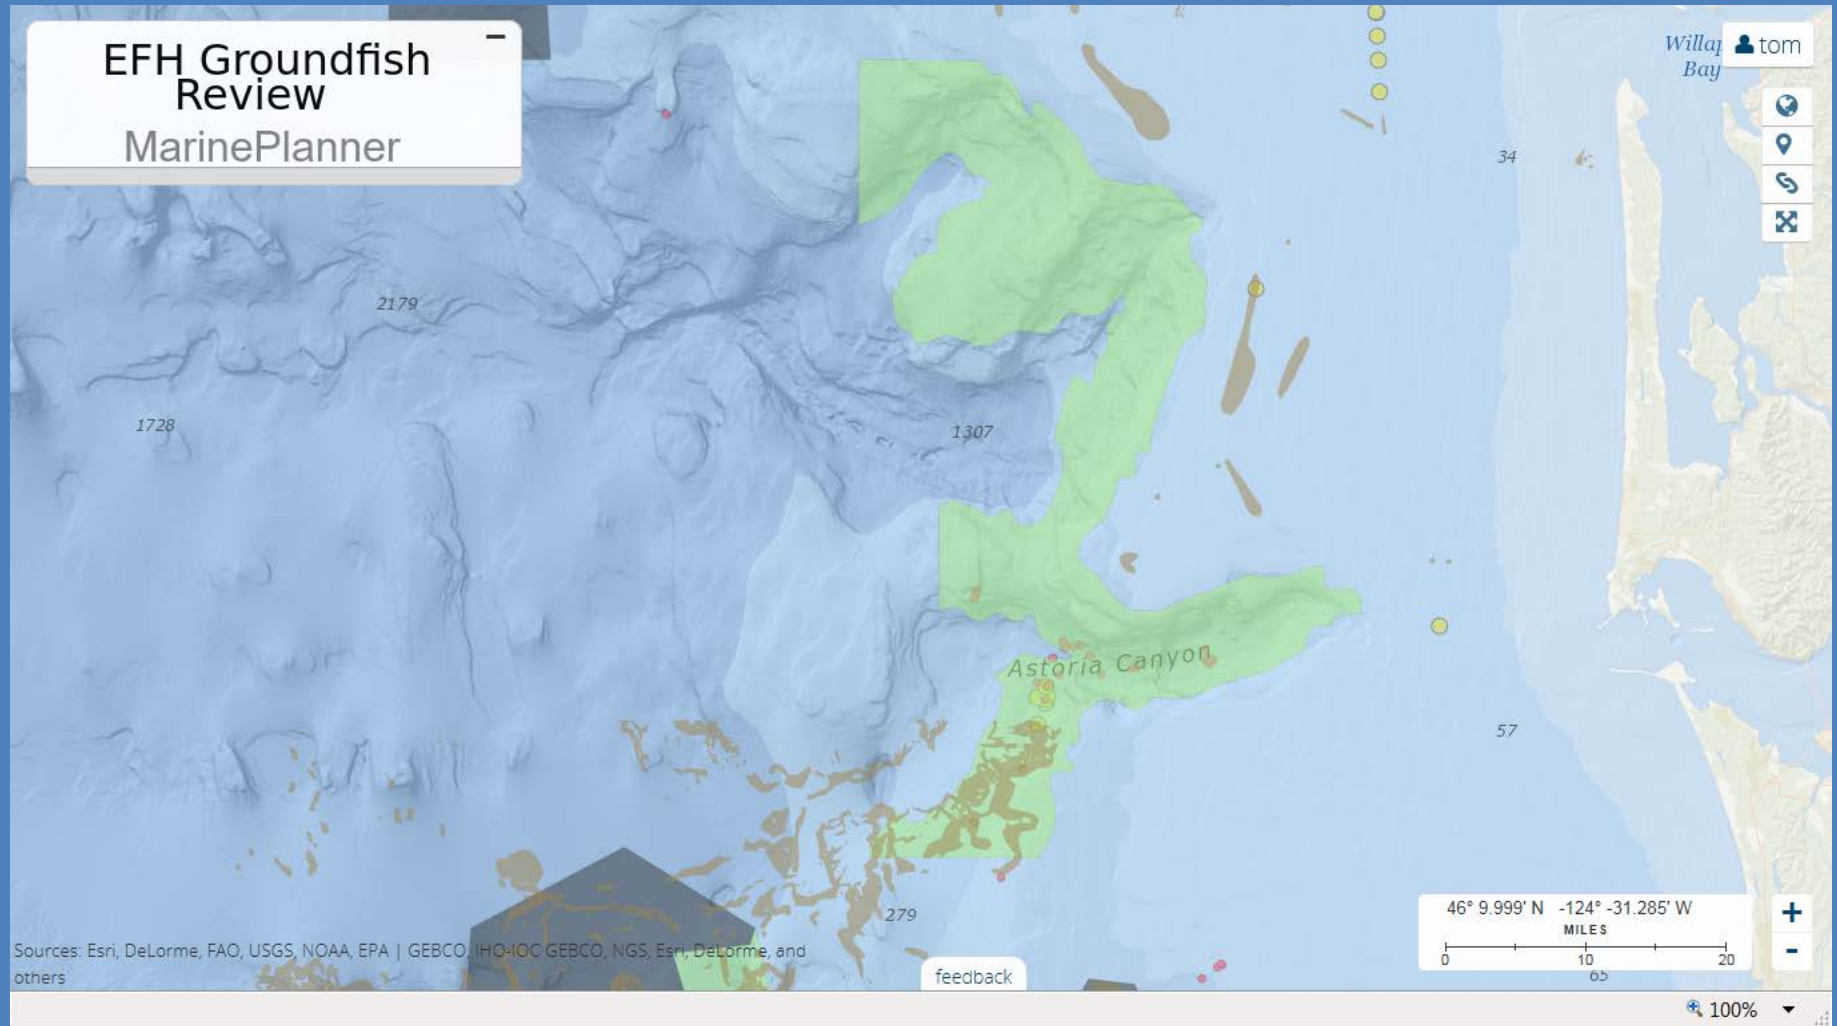 EFH Groundfish
Review
MarinePlanner
Bay
tom
34
2179
1728
1307
Astoria Canyon
57
279
46° 9.999' N -124° -31.285' W
MILES
0 10 20
65
+
-
Sources: Esri, DeLorme, FAO, USGS, NOAA, EPA | GEBCO, IHO-IOC GEBCO, NGS, Esri, DeLorme, and
others
feedback
100%